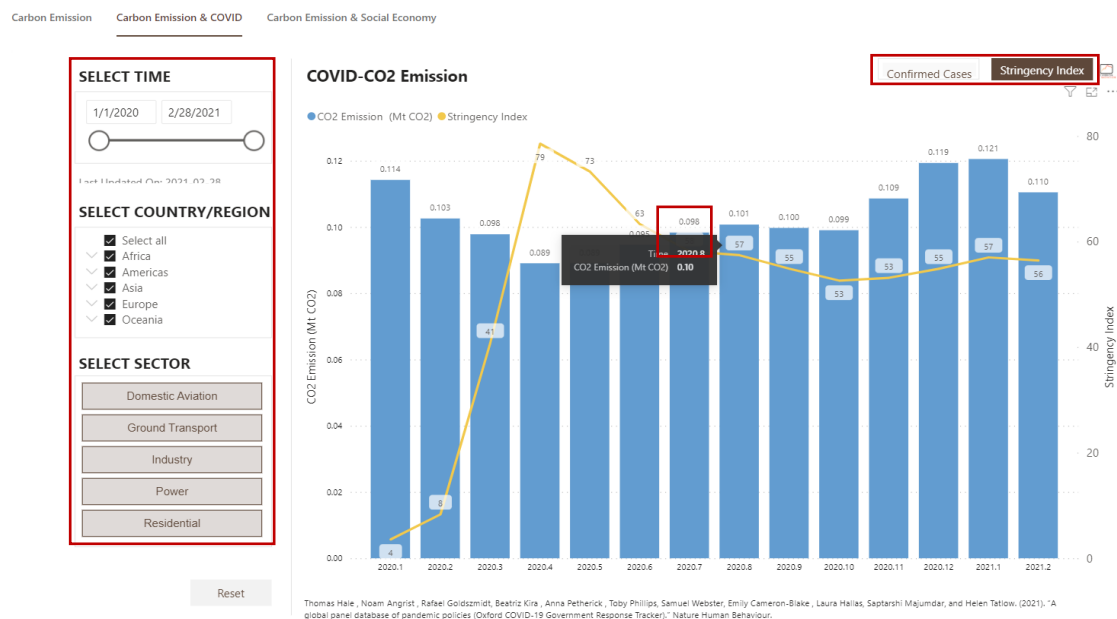 Carbon Emission Carbon Emission & COVID Carbon Emission & Social Economy
SELECT TIME
1/1/2020 2/28/2021
Last Updated On: 2021-02-28
SELECT COUNTRY/REGION
Select all
Africa
Americas
Asia
Europe
Oceania
SELECT SECTOR
Domestic Aviation
Ground Transport
Industry
Power
Residential
Reset
COVID-CO2 Emission
Confirmed Cases Stringency Index
CO2 Emission (Mt CO2) Stringency Index
CO2 Emission (Mt CO2)
0.12
0.10
0.08
0.06
0.04
0.02
0.00
0.114 0.103 0.098 0.089 0.095 0.098 0.101 0.100 0.099 0.109 0.119 0.121 0.110
4 8 41 79 73 63 57 55 53 53 55 57 56
Time 2020.8
CO2 Emission (Mt CO2) 0.10
80
60
40
20
0
Stringency Index
2020.1 2020.2 2020.3 2020.4 2020.5 2020.6 2020.7 2020.8 2020.9 2020.10 2020.11 2020.12 2021.1 2021.2
Thomas Hale , Noam Angrist , Rafael Goldszmidt, Beatriz Kira , Anna Petherick , Toby Phillips, Samuel Webster, Emily Cameron-Blake , Laura Hallas, Saptarshi Majumdar, and Helen Tatlow. (2021). "A
global panel database of pandemic policies (Oxford COVID-19 Government Response Tracker)." Nature Human Behaviour.